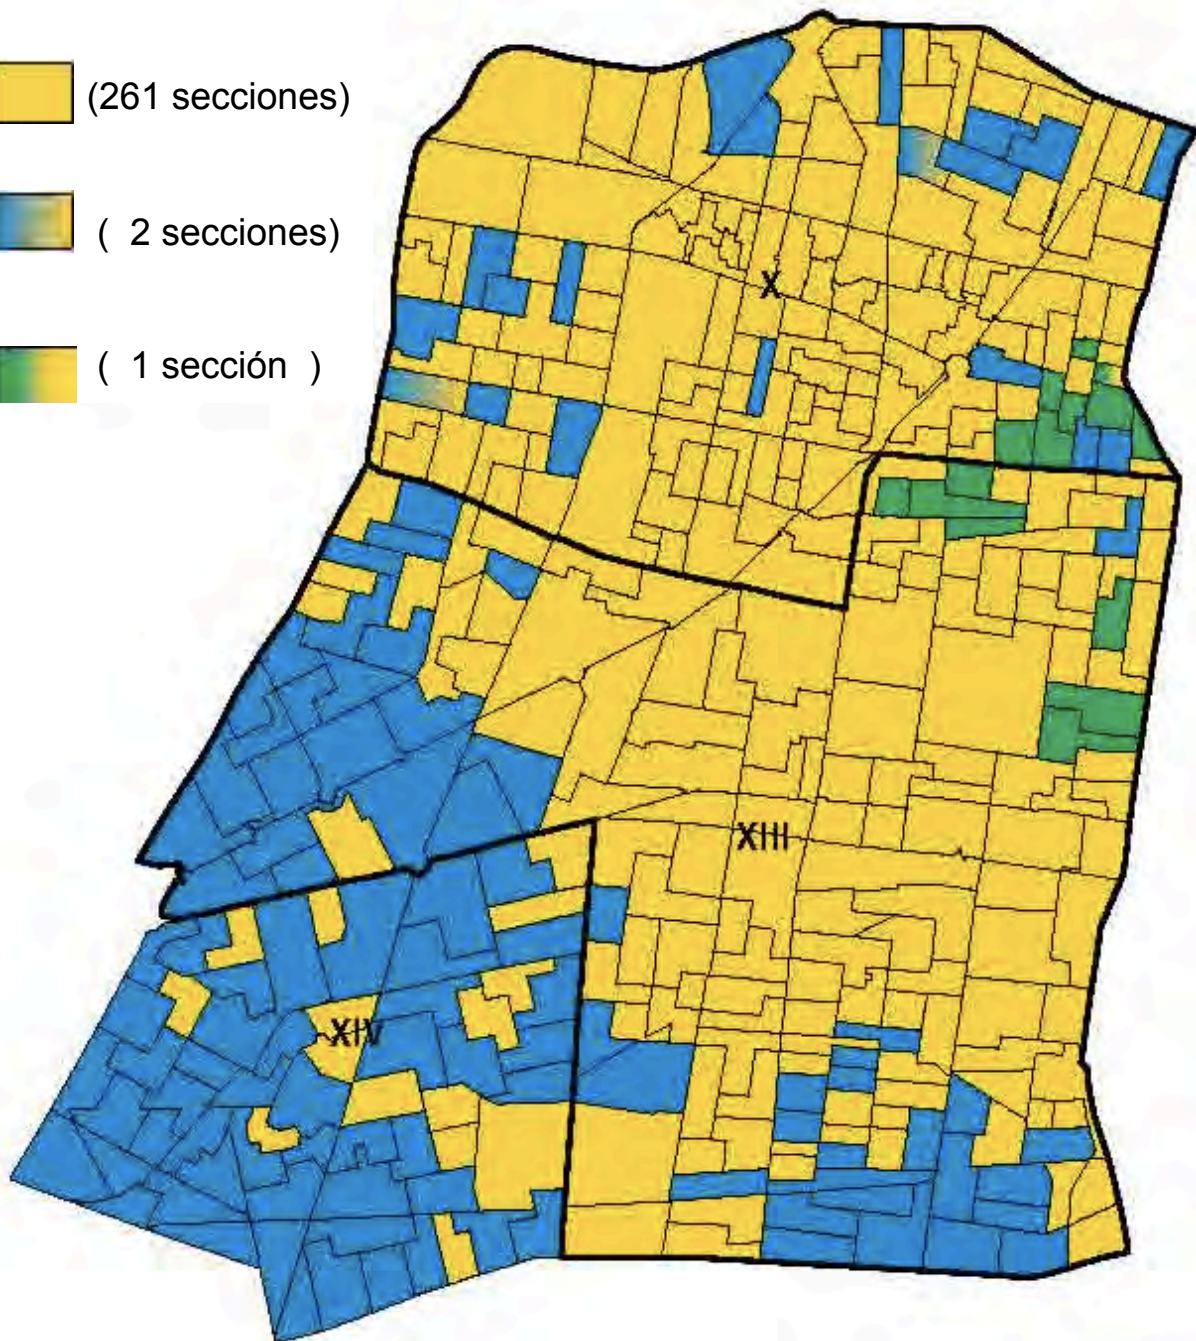 (261 secciones)
( 2 secciones)
( 1 sección )
X
XIII
XIV